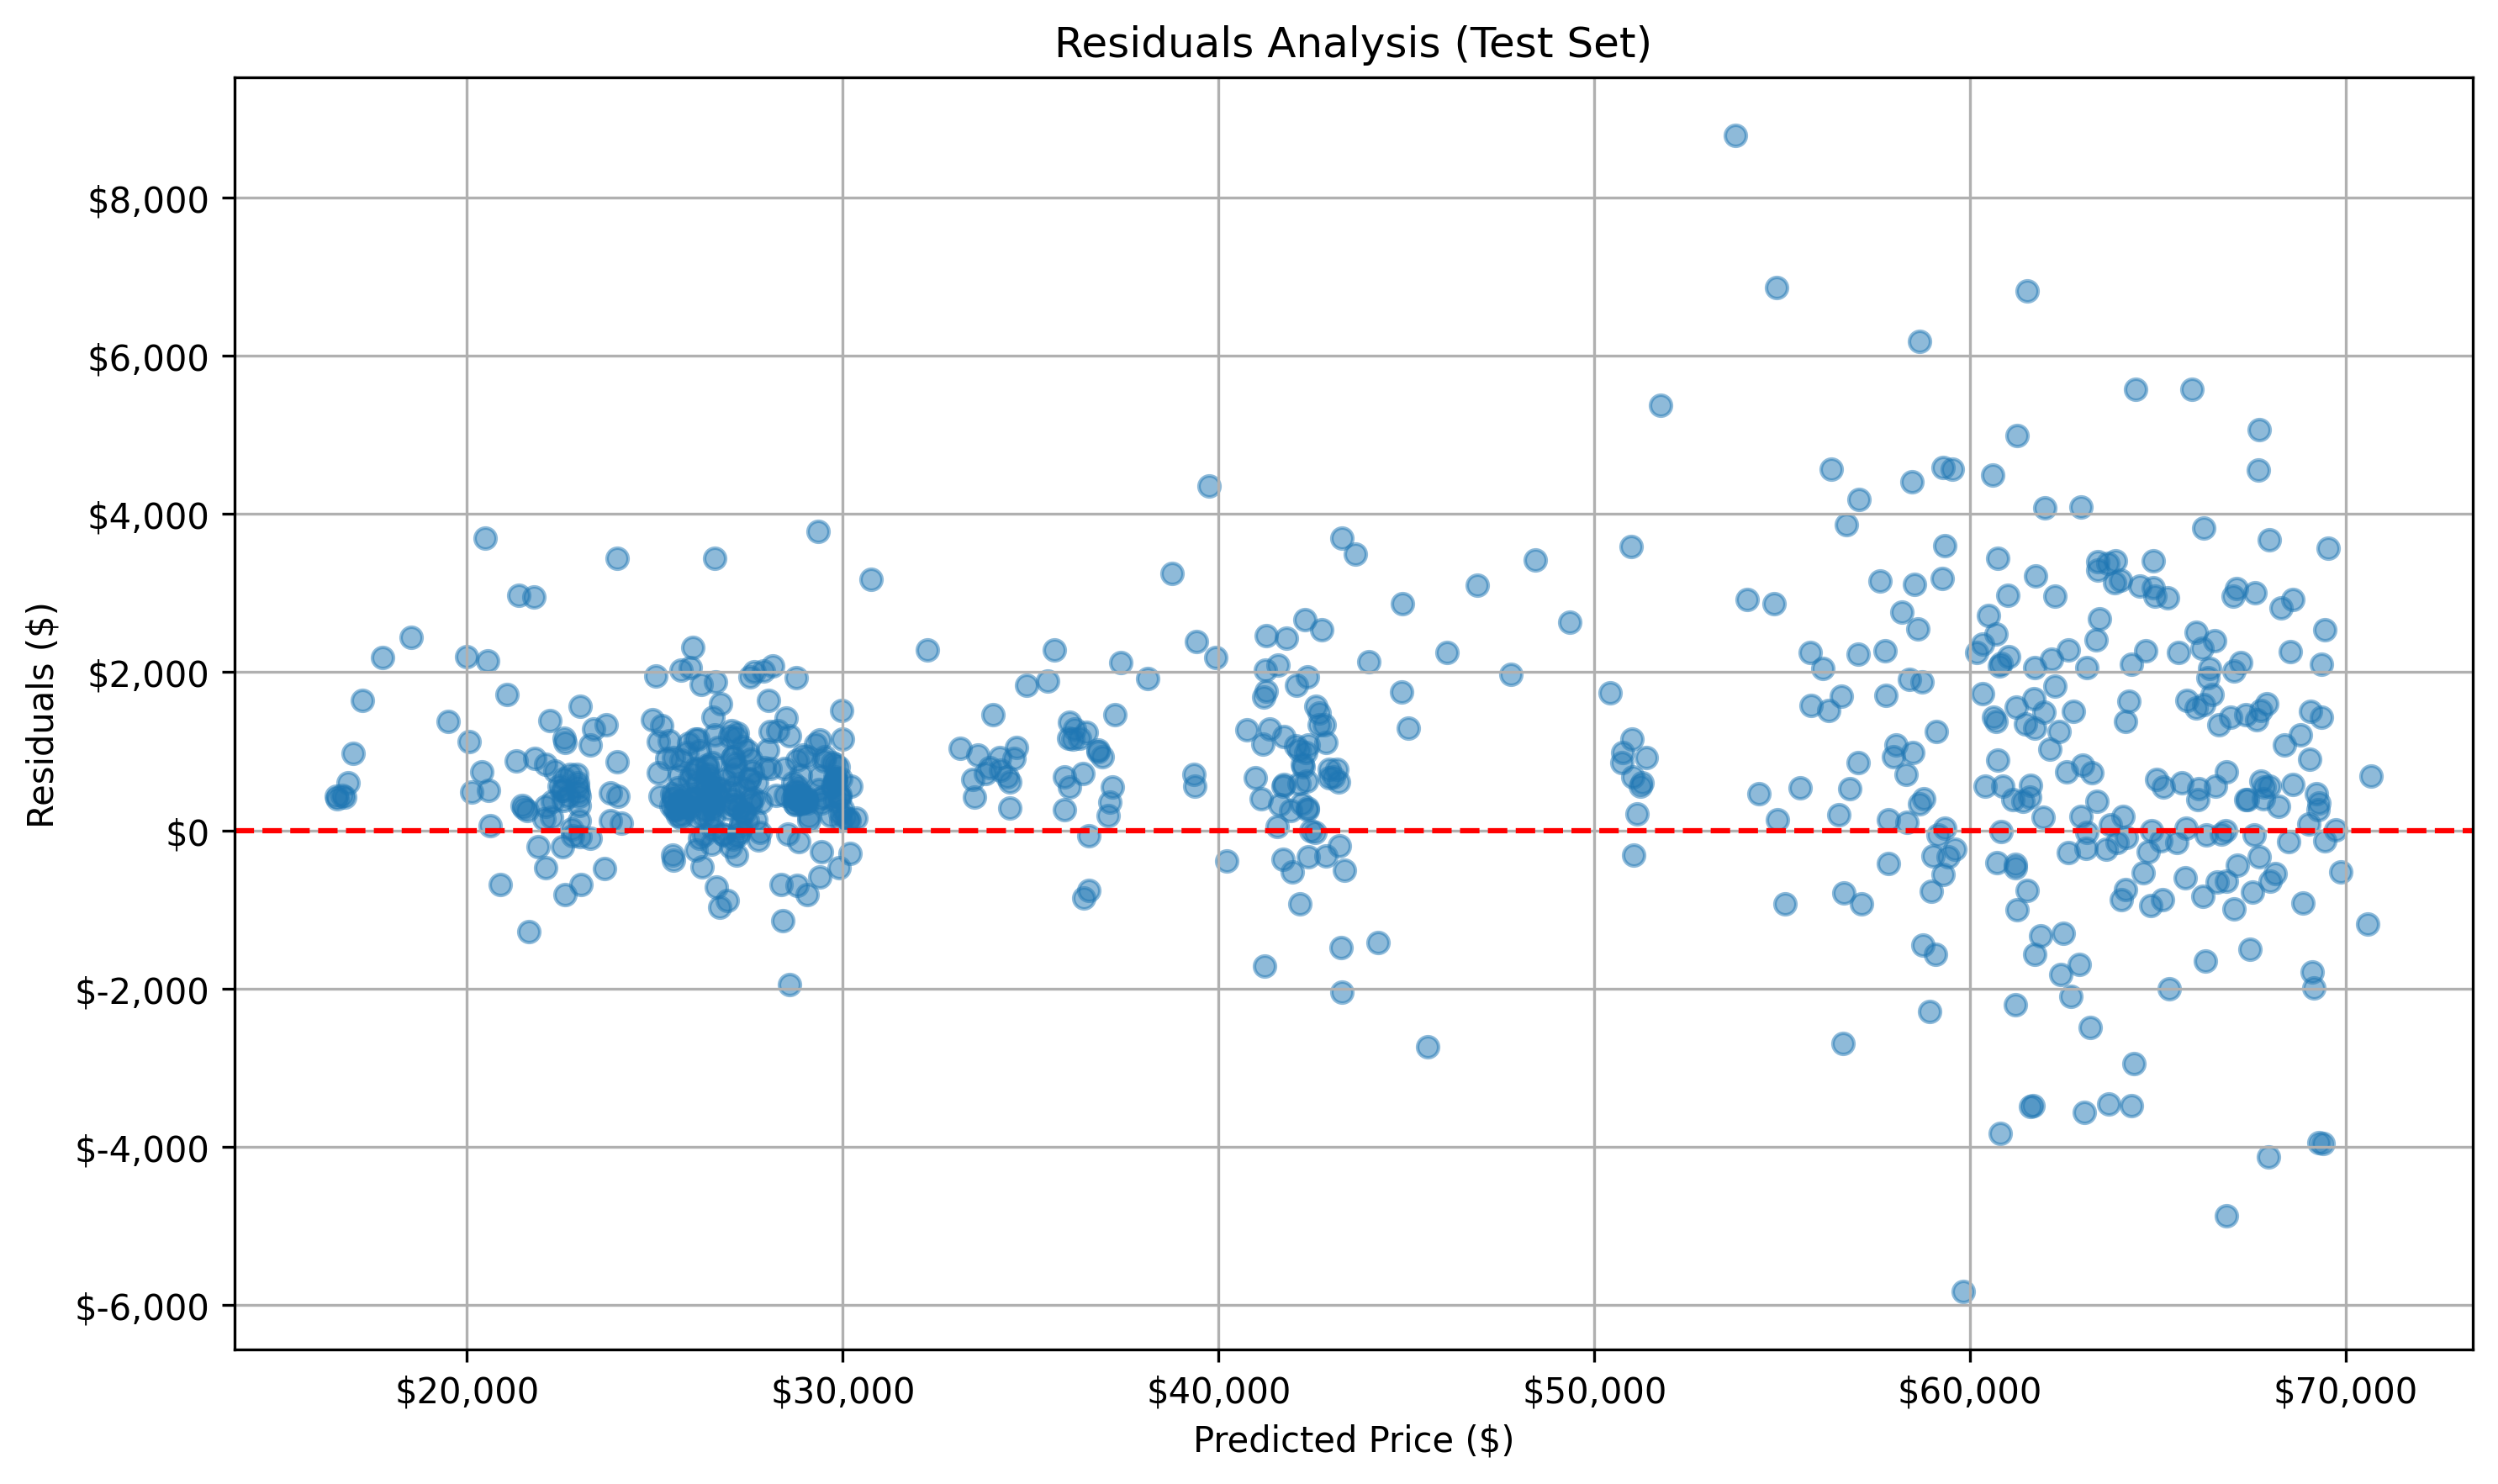 Residuals Analysis (Test Set)
Residuals ($)
$8,000
$6,000
$4,000
$2,000
$0
$-2,000
$-4,000
$-6,000
$20,000 $30,000 $40,000 $50,000 $60,000 $70,000
Predicted Price ($)